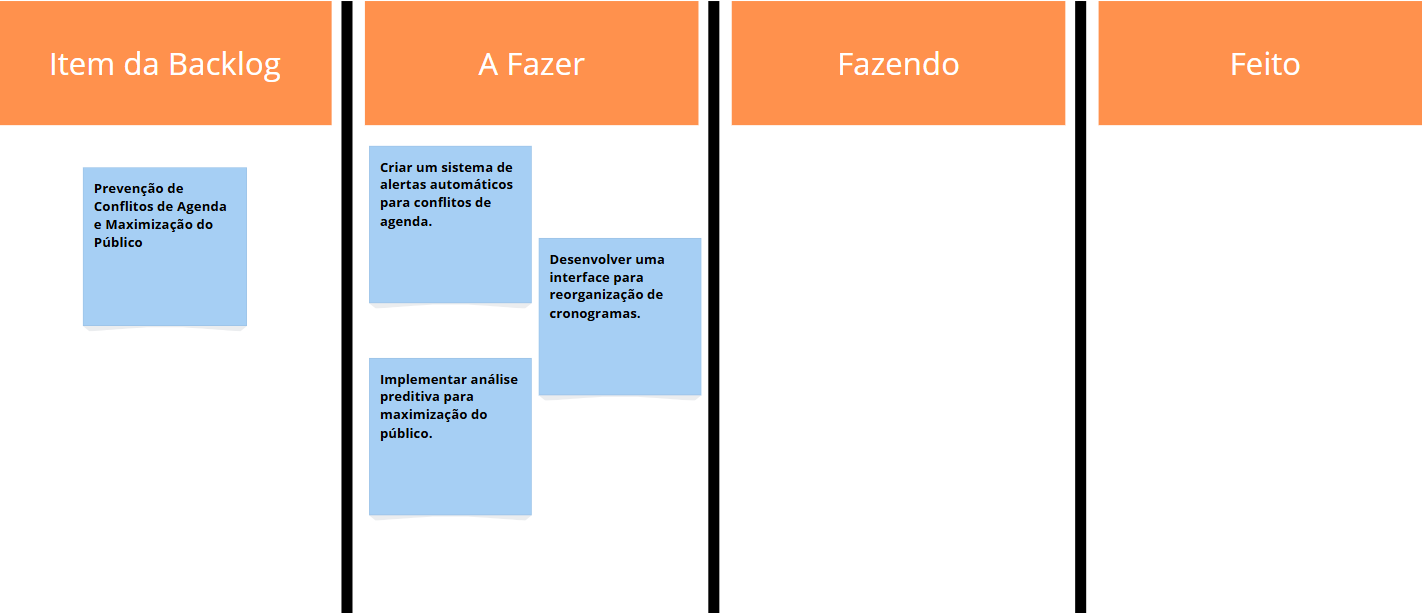 Item da Backlog
A Fazer
Fazendo
Feito
Prevenção de
Conflitos de Agenda
e Maximização do
Público
Criar um sistema de
alertas automáticos
para conflitos de
agenda.
Desenvolver uma
interface para
reorganização de
cronogramas.
Implementar análise
preditiva para
maximização do
público.